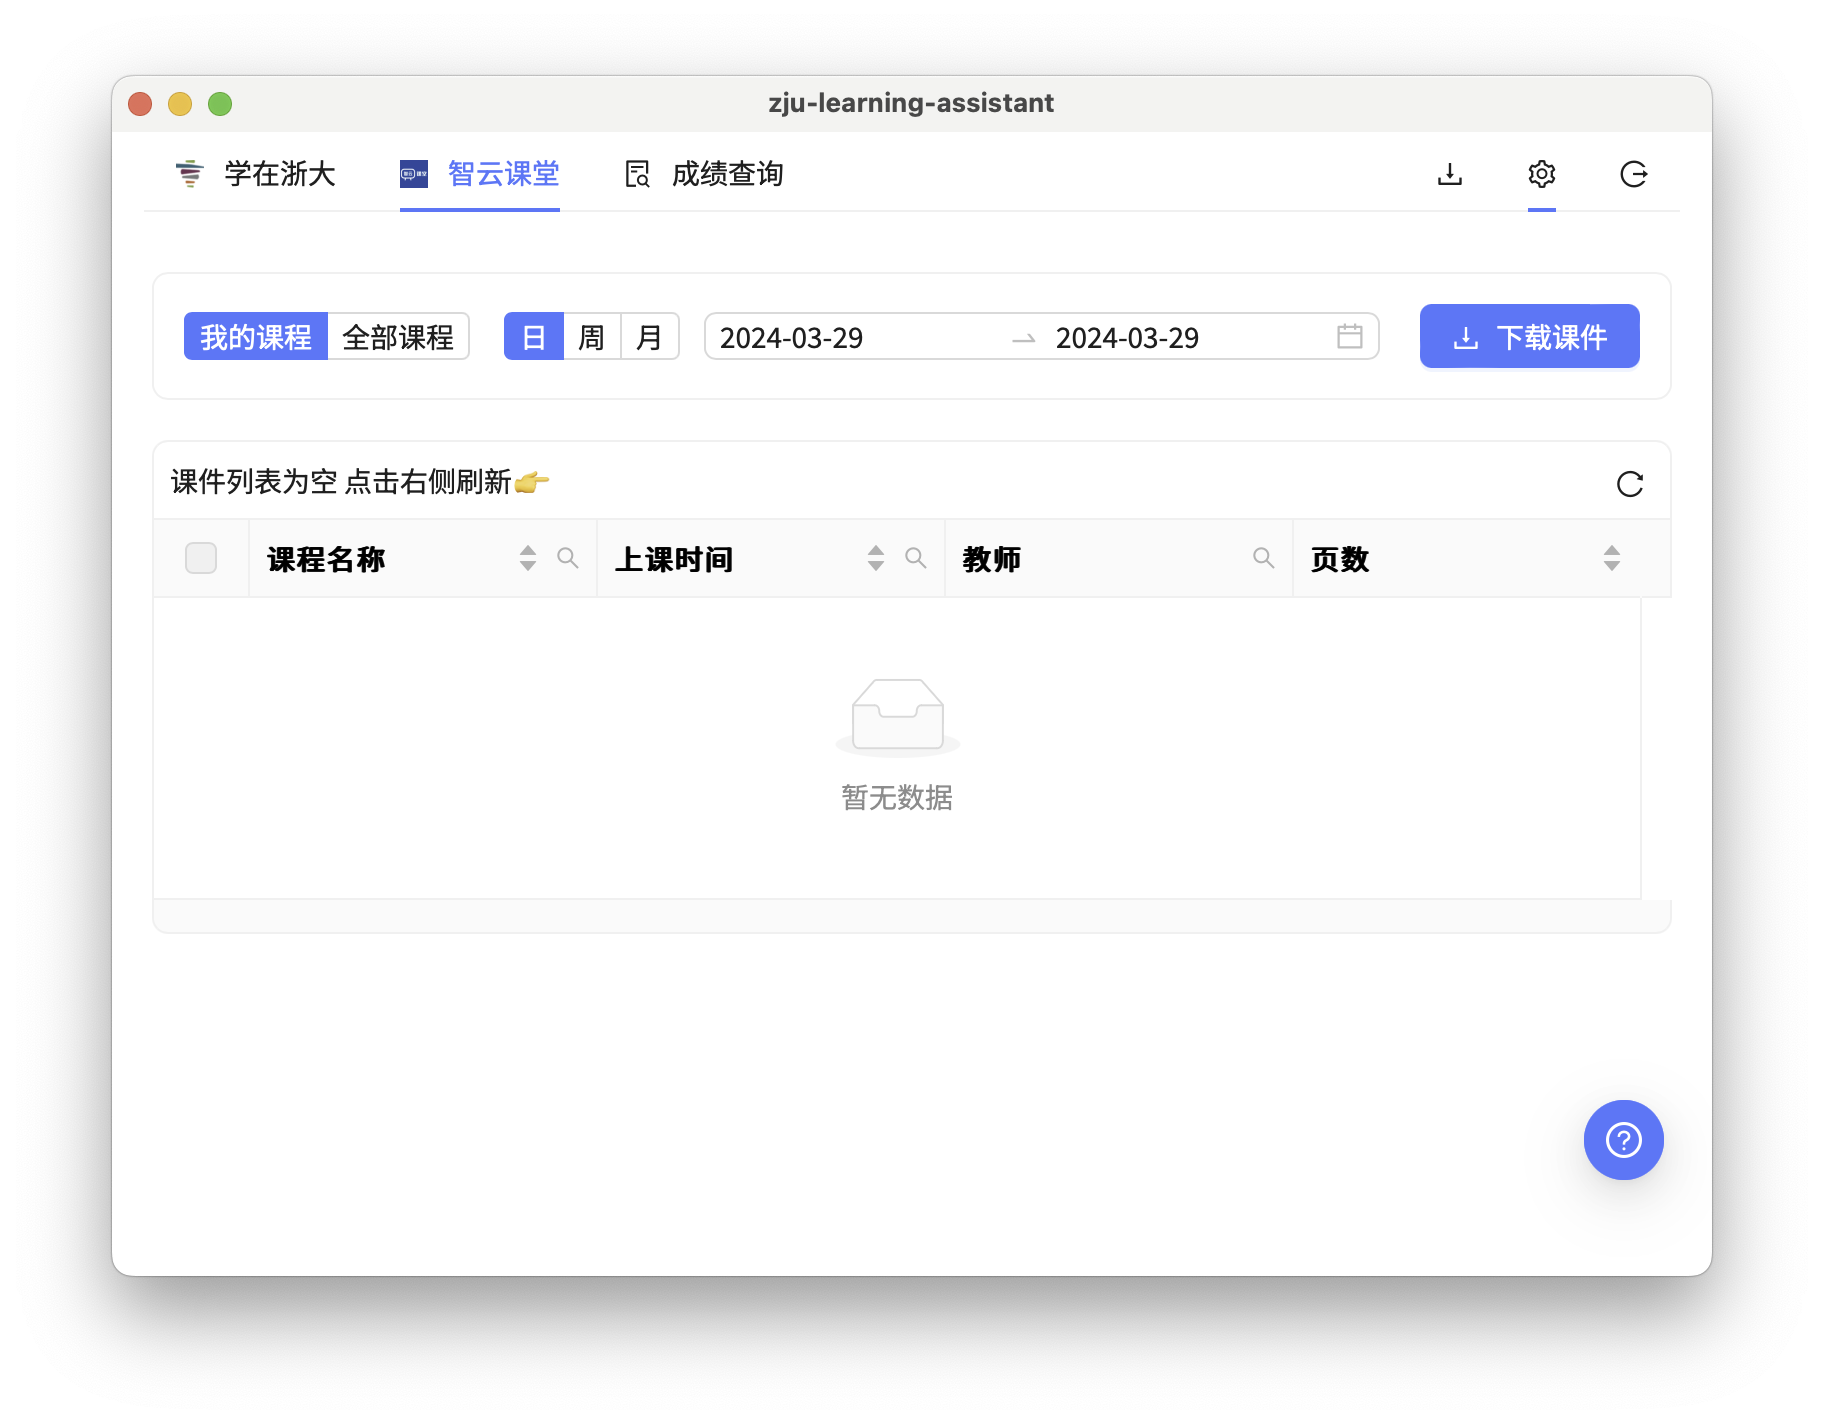 zju-learning-assistant
学在浙大 智云课堂 成绩查询
我的课程 全部课程 日 周 月 2024-03-29 2024-03-29 下载课件
课件列表为空 点击右侧刷新👉
课程名称 上课时间 教师 页数
暂无数据